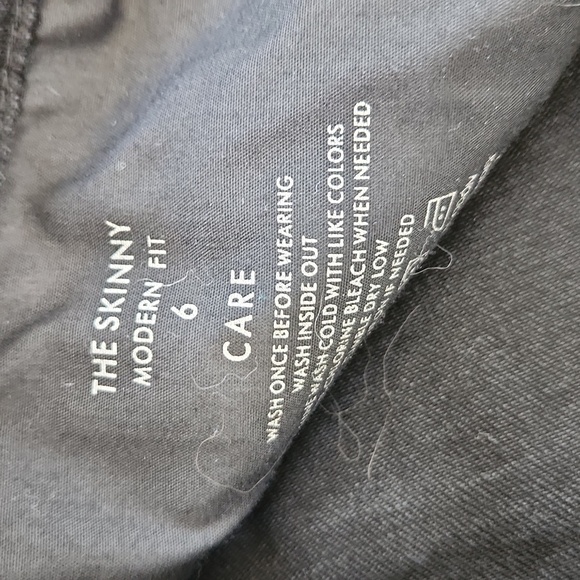 THE SKINNY
MODERN FIT
6
CARE
WASH ONCE BEFORE WEARING
WASH INSIDE OUT
WASH COLD WITH LIKE COLORS
BLEACH WHEN NEEDED
DRY LOW
IF NEEDED